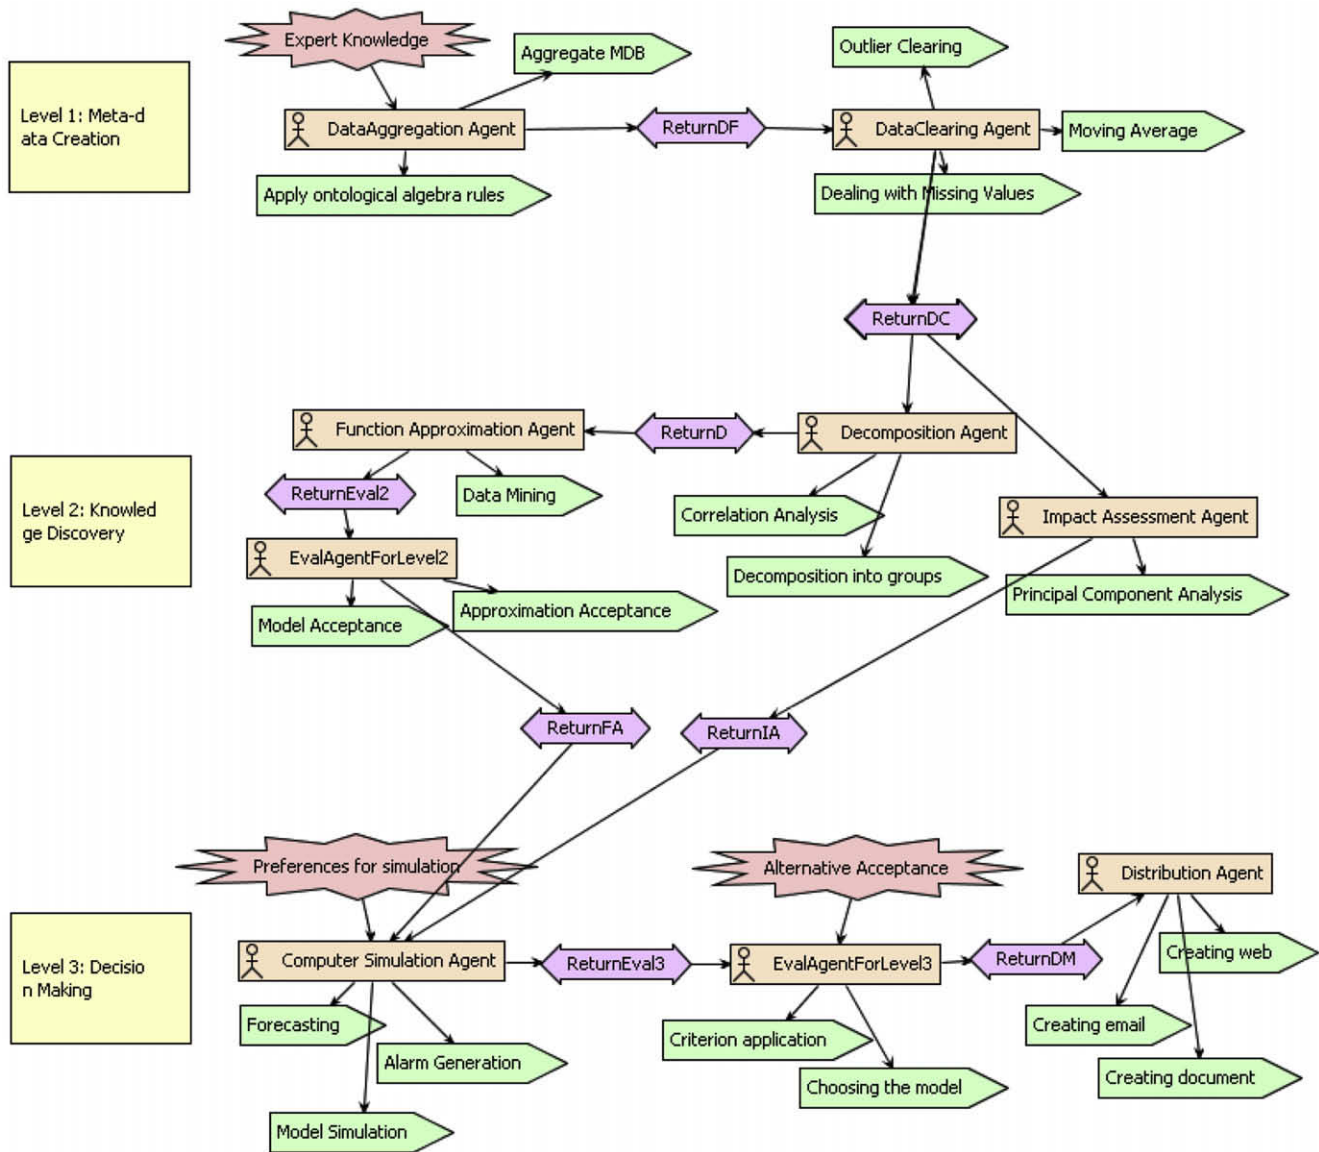 Expert Knowledge
Aggregate MDB
Outlier Clearing
Level 1: Meta-d
ata Creation
DataAggregation Agent
ReturnDF
DataClearing Agent
Moving Average
Apply ontological algebra rules
Dealing with Missing Values
ReturnDC
Function Approximation Agent
ReturnD
Decomposition Agent
Level 2: Knowled
ge Discovery
ReturnEval2
Data Mining
Correlation Analysis
Impact Assessment Agent
EvalAgentForLevel2
Decomposition into groups
Approximation Acceptance
Principal Component Analysis
Model Acceptance
ReturnFA
ReturnIA
Preferences for simulation
Alternative Acceptance
Distribution Agent
Level 3: Decisio
n Making
Computer Simulation Agent
ReturnEval3
EvalAgentForLevel3
ReturnDM
Creating web
Forecasting
Criterion application
Creating email
Alarm Generation
Choosing the model
Creating document
Model Simulation